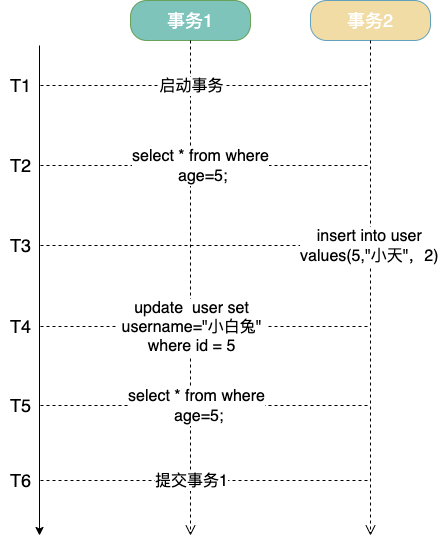 事务1
事务2
T1
启动事务
T2
select * from where
age=5;
T3
insert into user
values(5,"小天"，2)
T4
update  user set
username="小白兔"
where id = 5
T5
select * from where
age=5;
T6
提交事务1